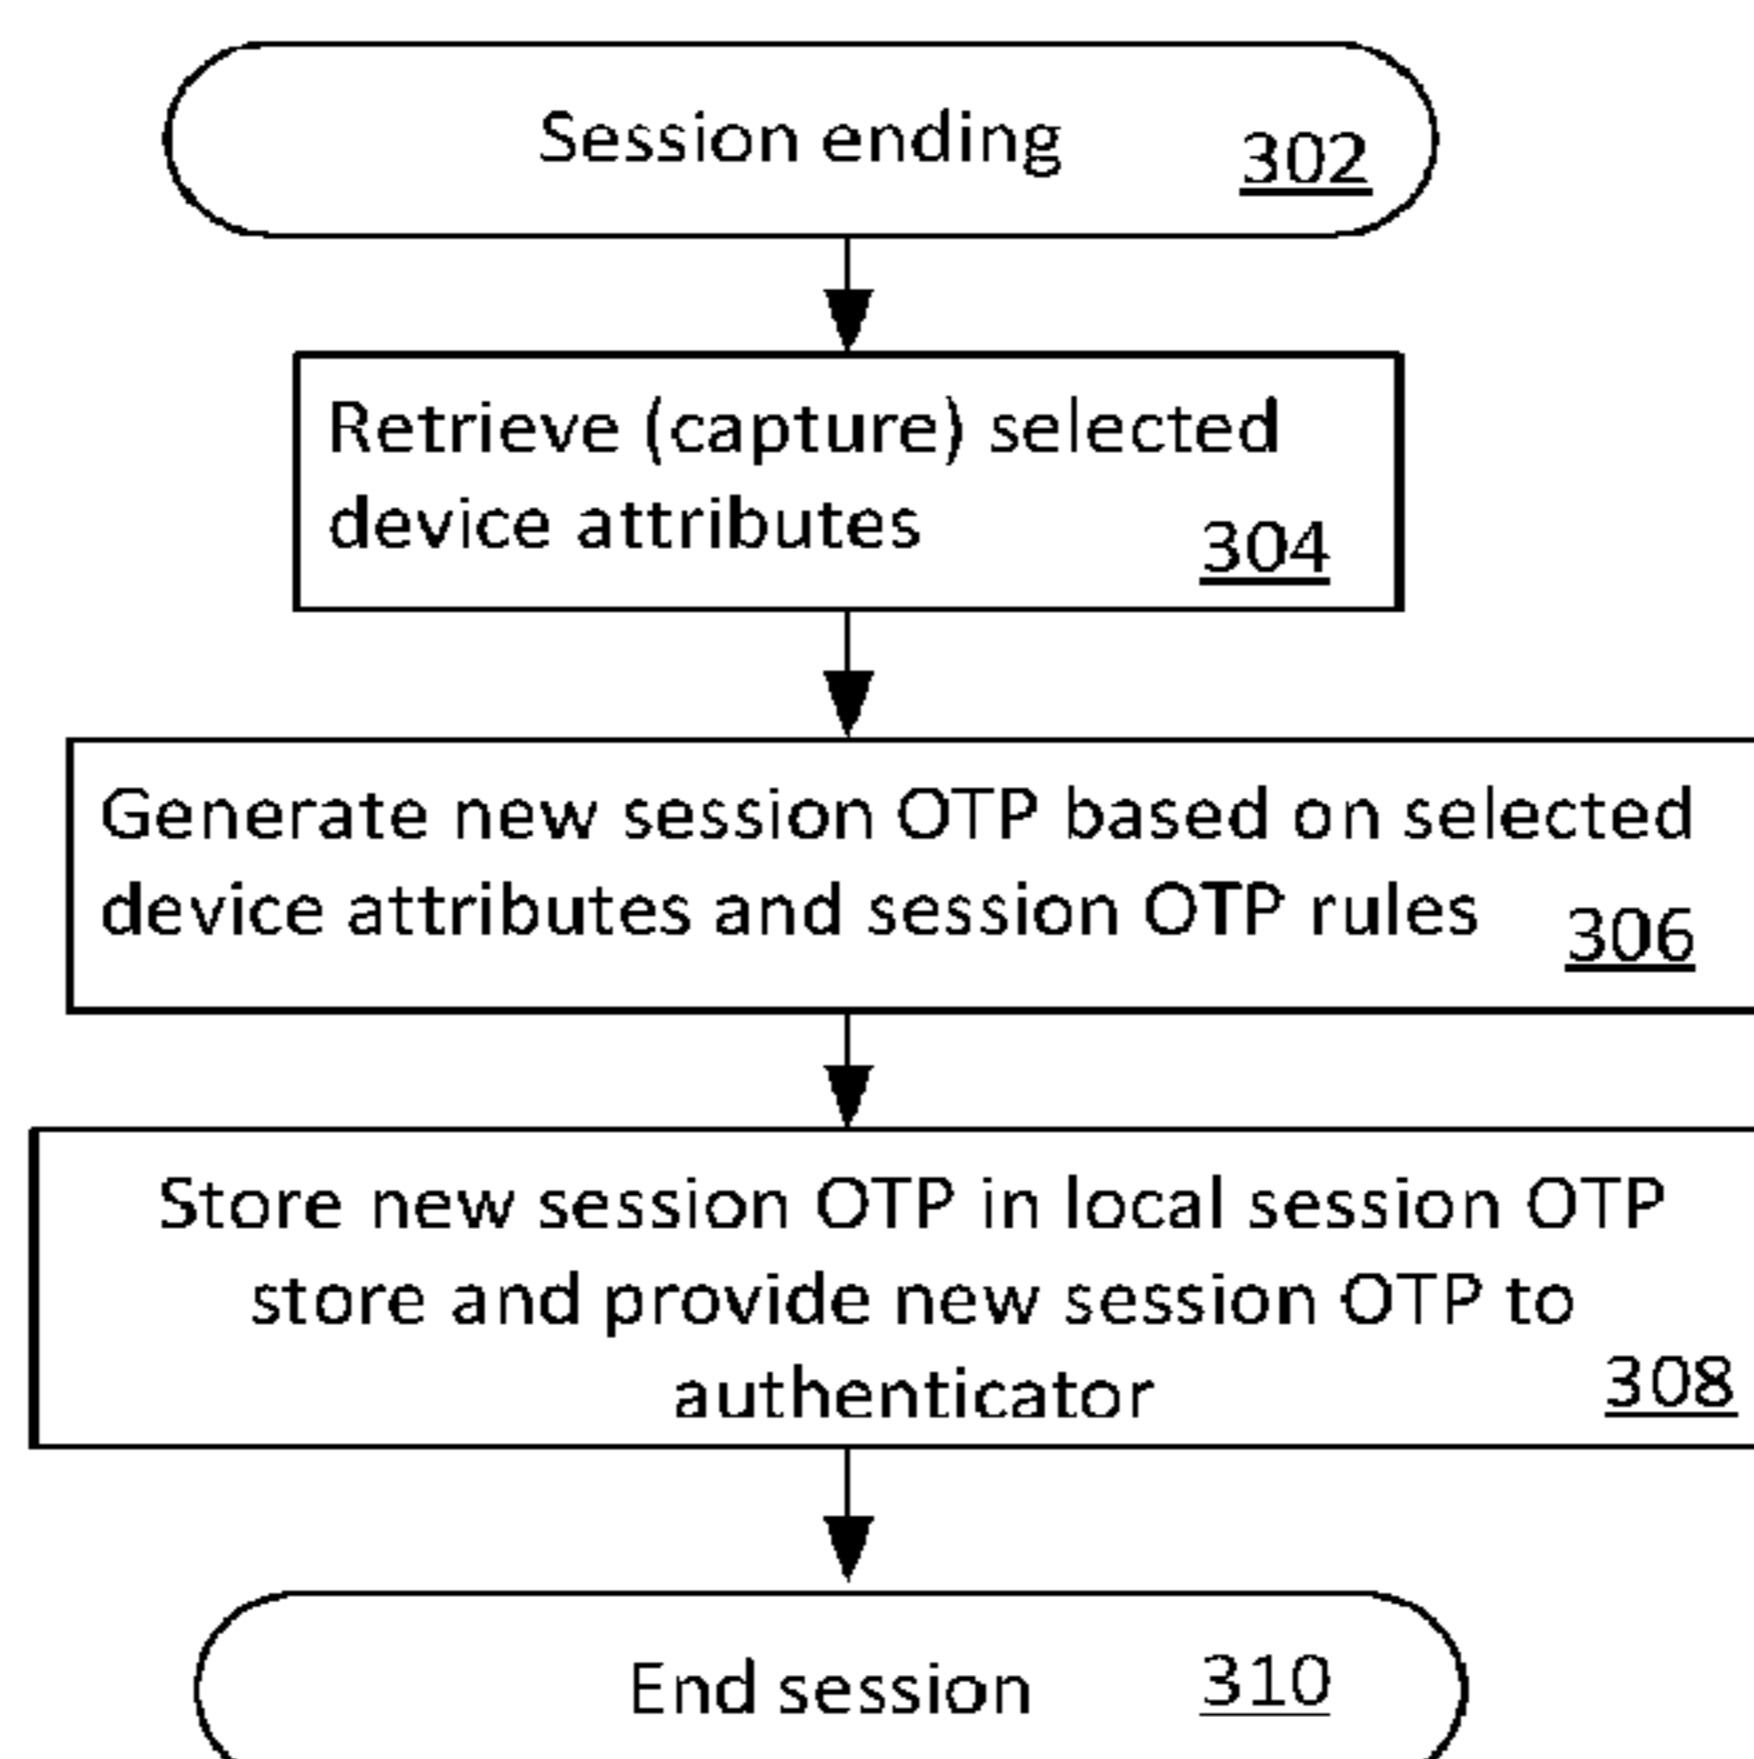 Session ending
302
Retrieve (capture) selected
device attributes
304
Generate new session OTP based on selected
device attributes and session OTP rules
306
Store new session OTP in local session OTP
store and provide new session OTP to
authenticator
308
End session
310